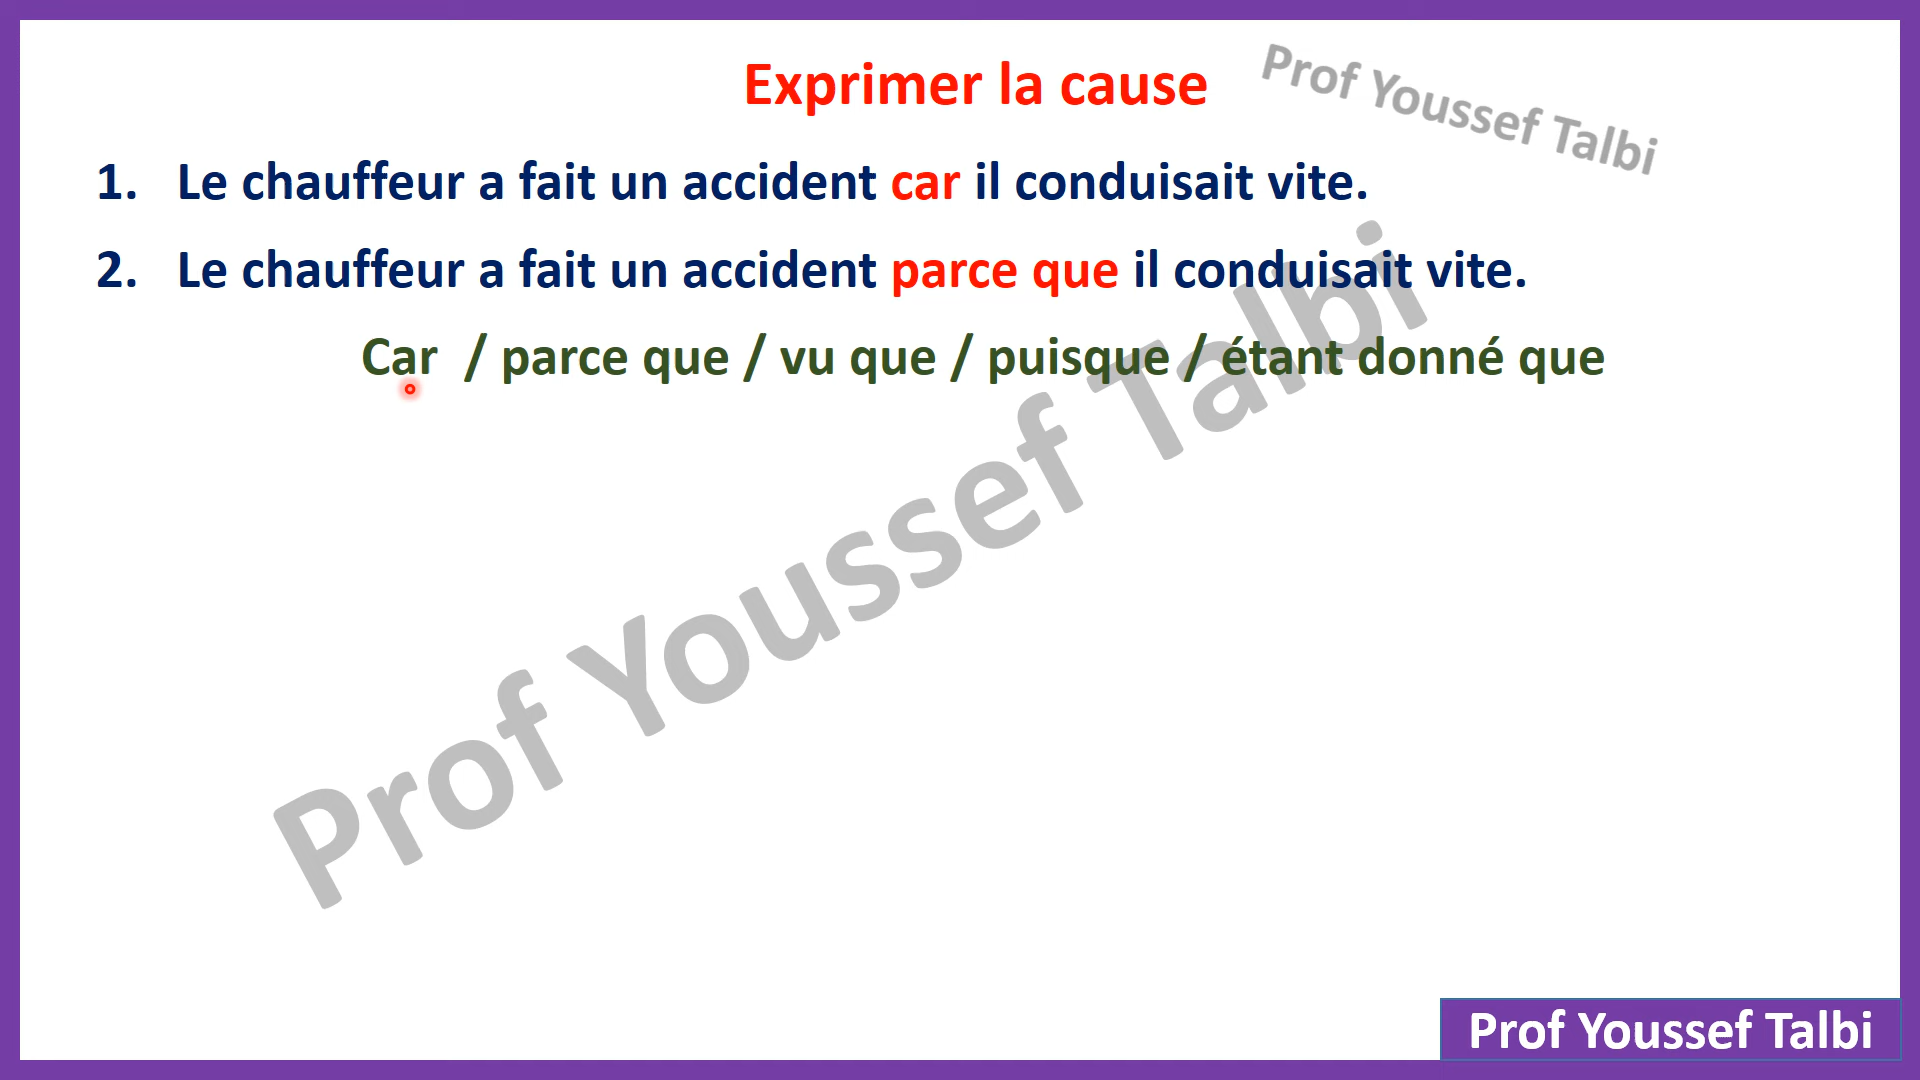 Exprimer la cause
Prof Youssef Talbi
1. Le chauffeur a fait un accident car il conduisait vite.
2. Le chauffeur a fait un accident parce que il conduisait vite.
Car / parce que / vu que / puisque / étant donné que
Prof Youssef Talbi
Prof Youssef Talbi